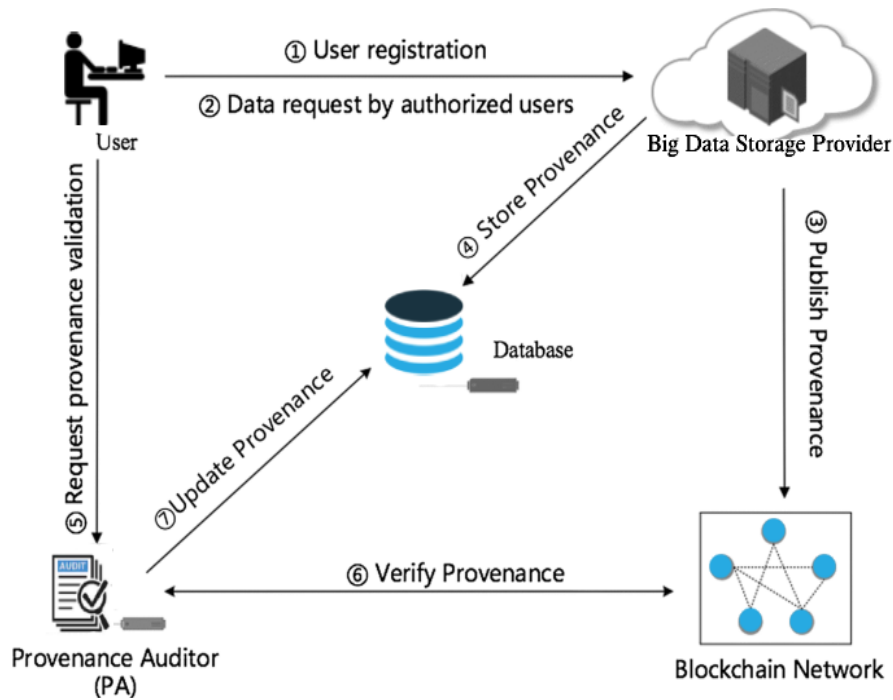 ① User registration
② Data request by authorized users
User
Big Data Storage Provider
④ Store Provenance
③ Publish Provenance
⑤ Request provenance validation
Database
⑦Update Provenance
AUDIT
⑥ Verify Provenance
Provenance Auditor
(PA)
Blockchain Network